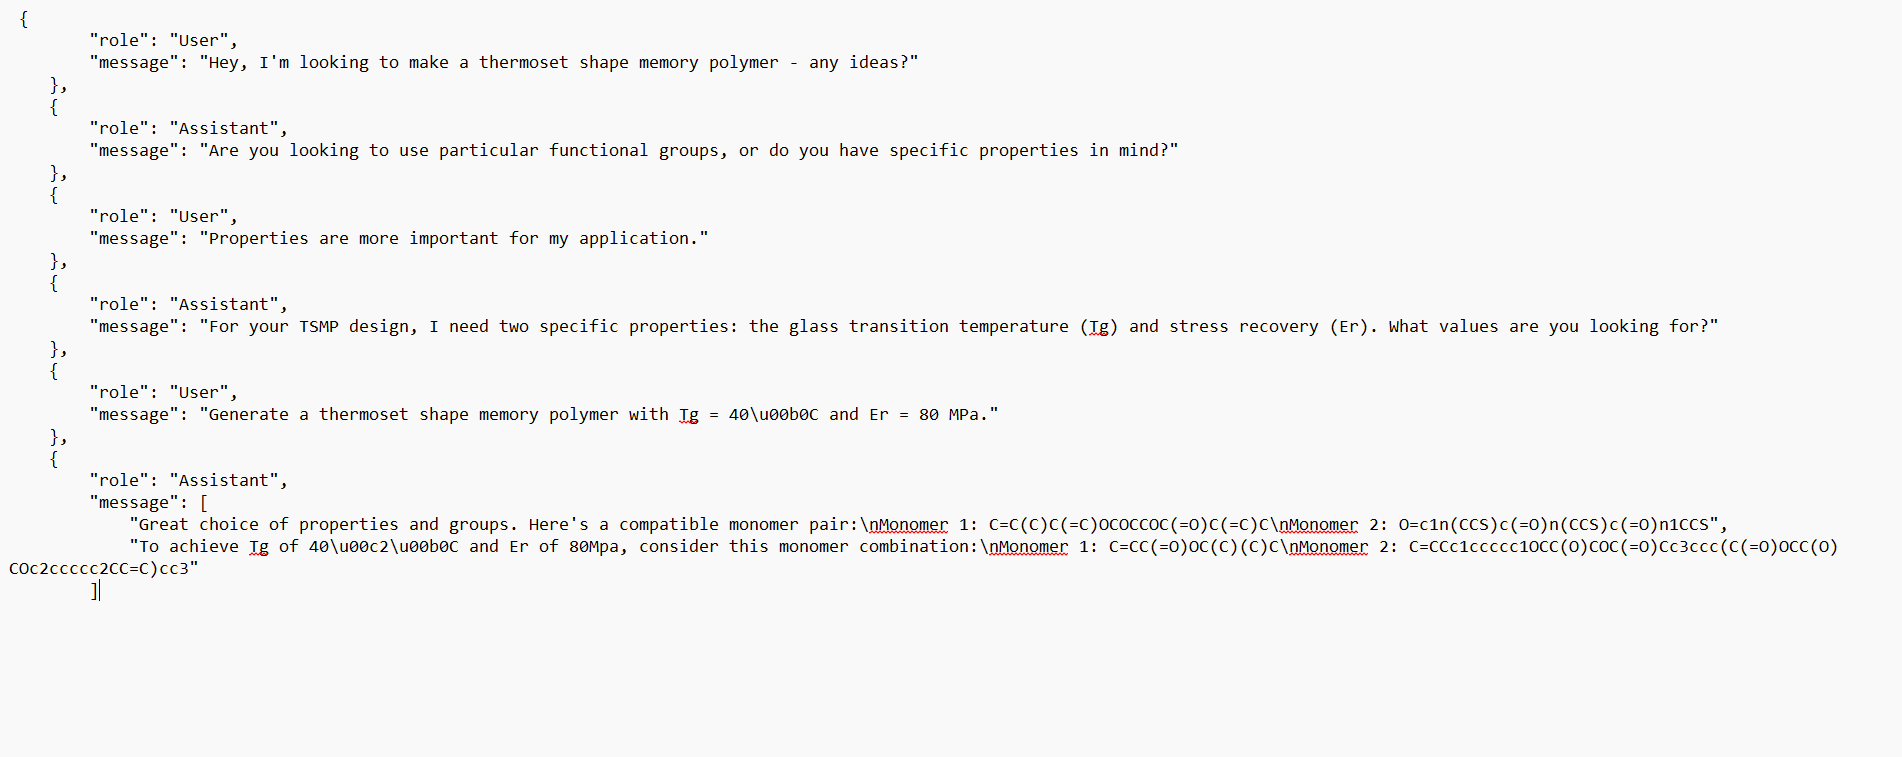 {
"role": "User",
"message": "Hey, I'm looking to make a thermoset shape memory polymer - any ideas?"
},
{
"role": "Assistant",
"message": "Are you looking to use particular functional groups, or do you have specific properties in mind?"
},
{
"role": "User",
"message": "Properties are more important for my application."
},
{
"role": "Assistant",
"message": "For your TSMP design, I need two specific properties: the glass transition temperature (Tg) and stress recovery (Er). What values are you looking for?"
},
{
"role": "User",
"message": "Generate a thermoset shape memory polymer with Tg = 40\u00b0C and Er = 80 MPa."
},
{
"role": "Assistant",
"message": [
"Great choice of properties and groups. Here's a compatible monomer pair:\nMonomer 1: C=C(C)C(=C)OCOCCOC(=O)C(=C)C\nMonomer 2: O=c1n(CCS)c(=O)n(CCS)c(=O)n1CCS",
"To achieve Tg of 40\u00c2\u00b0C and Er of 80Mpa, consider this monomer combination:\nMonomer 1: C=CC(=O)OC(C)(C)C\nMonomer 2: C=CCc1ccccc1OCC(O)COC(=O)Cc3ccc(C(=O)OCC(O)
COc2ccccc2CC=C)cc3"
]